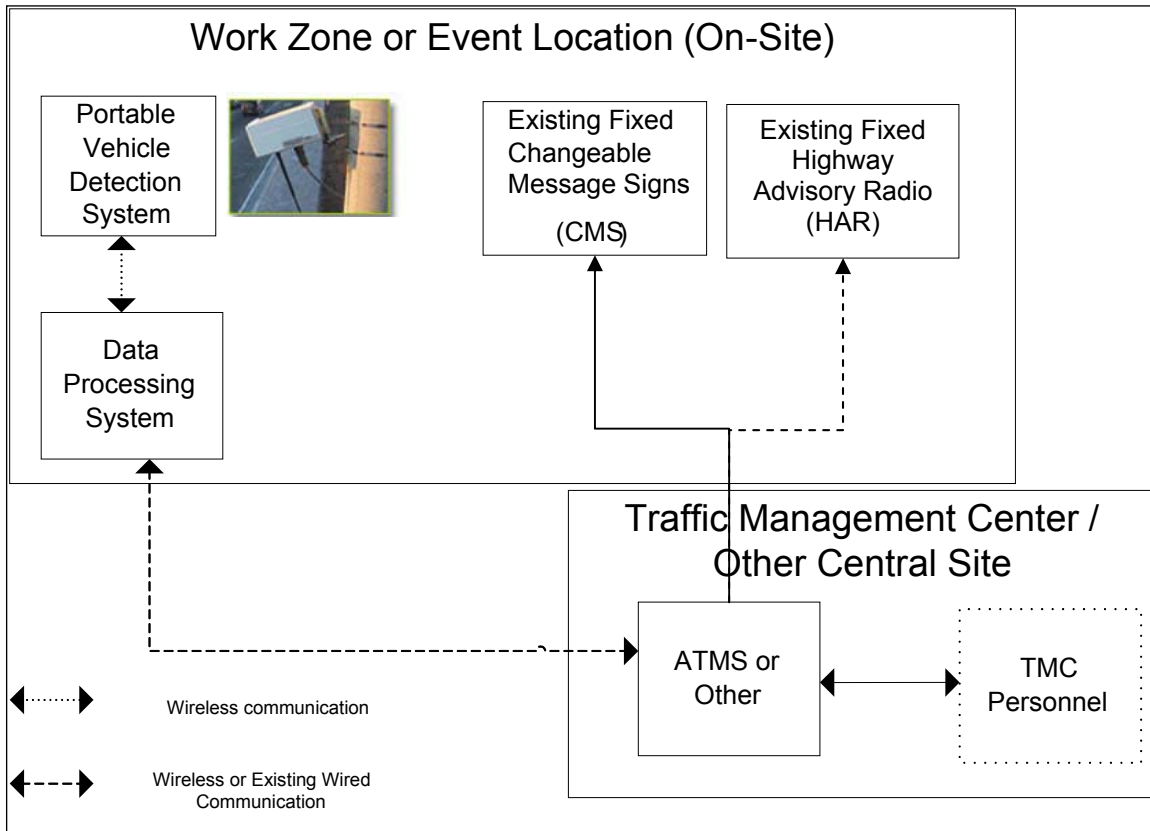 Work Zone or Event Location (On-Site)
Portable
Vehicle
Detection
System
Existing Fixed
Changeable
Message Signs
(CMS)
Existing Fixed
Highway
Advisory Radio
(HAR)
Data
Processing
System
Traffic Management Center /
Other Central Site
ATMS or
Other
TMC
Personnel
Wireless communication
Wireless or Existing Wired
Communication